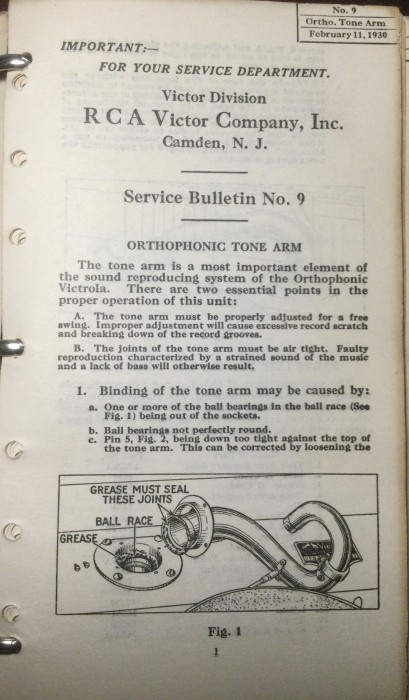 No. 9
Ortho. Tone Arm
February 11, 1930
IMPORTANT:—
FOR YOUR SERVICE DEPARTMENT.
Victor Division
R C A Victor Company, Inc.
Camden, N. J.
Service Bulletin No. 9
ORTHOPHONIC TONE ARM
The tone arm is a most important element of
the sound reproducing system of the Orthophonic
Victrola. There are two essential points in the
proper operation of this unit:
A. The tone arm must be properly adjusted for a free
swing. Improper adjustment will cause excessive record scratch
and breaking down of the record grooves.
B. The joints of the tone arm must be air tight. Faulty
reproduction characterized by a strained sound of the music
and a lack of bass will otherwise result.
1. Binding of the tone arm may be caused by:
a. One or more of the ball bearings in the ball race (See
Fig. 1) being out of the sockets.
b. Ball bearings not perfectly round.
c. Pin 5, Fig. 2, being down too tight against the top of
the tone arm. This can be corrected by loosening the
GREASE MUST SEAL
THESE JOINTS
BALL RACE
GREASE
Fig. 1
1